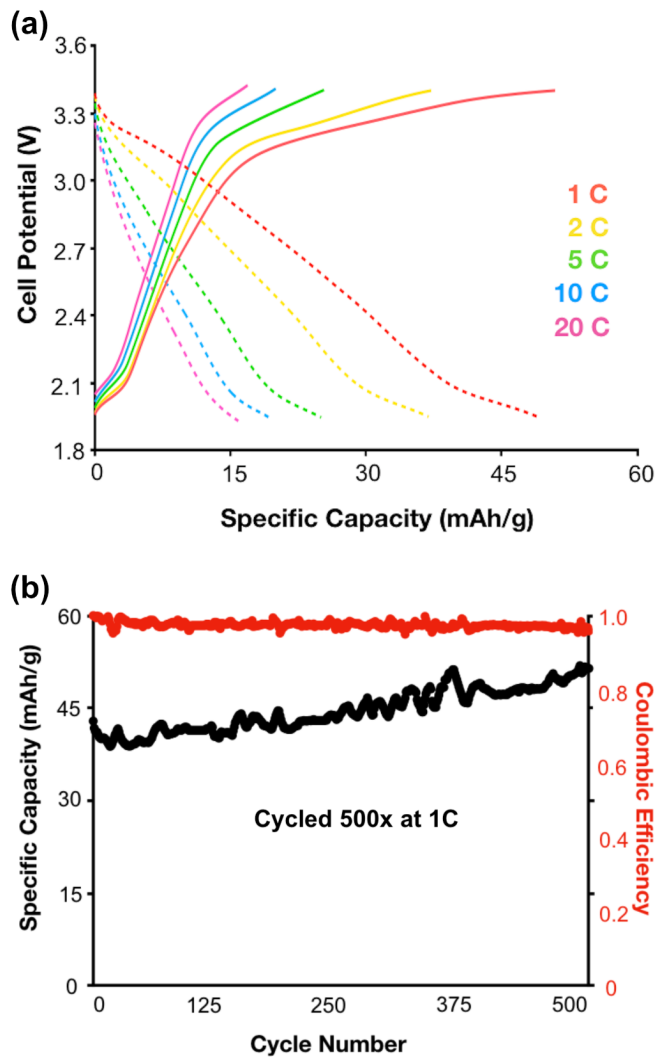 (a)
3.6
3.3
3.0
2.7
2.4
2.1
1.8
Cell Potential (V)
1 C
2 C
5 C
10 C
20 C
0
15
30
45
60
Specific Capacity (mAh/g)
(b)
60
45
30
15
0
Specific Capacity (mAh/g)
1.0
0.8
0.6
0.4
0.2
0
Coulombic Efficiency
Cycled 500x at 1C
0
125
250
375
500
Cycle Number